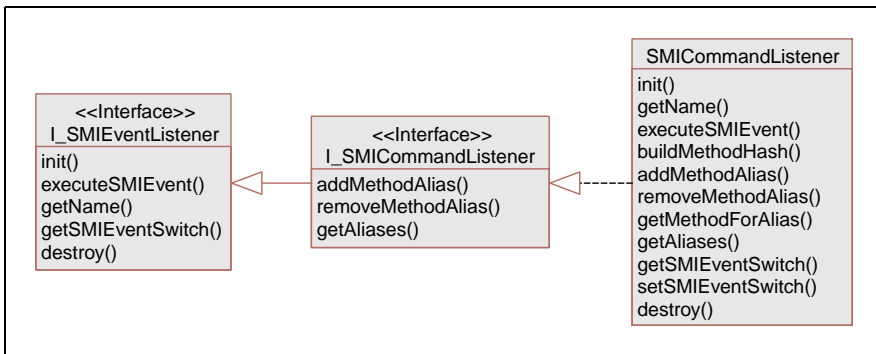 <<Interface>>
I_SMIEventListener
init()
executeSMIEvent()
getName()
getSMIEventSwitch()
destroy()
<<Interface>>
I_SMICommandListener
addMethodAlias()
removeMethodAlias()
getAliases()
SMICommandListener
init()
getName()
executeSMIEvent()
buildMethodHash()
addMethodAlias()
removeMethodAlias()
getMethodForAlias()
getAliases()
getSMIEventSwitch()
setSMIEventSwitch()
destroy()